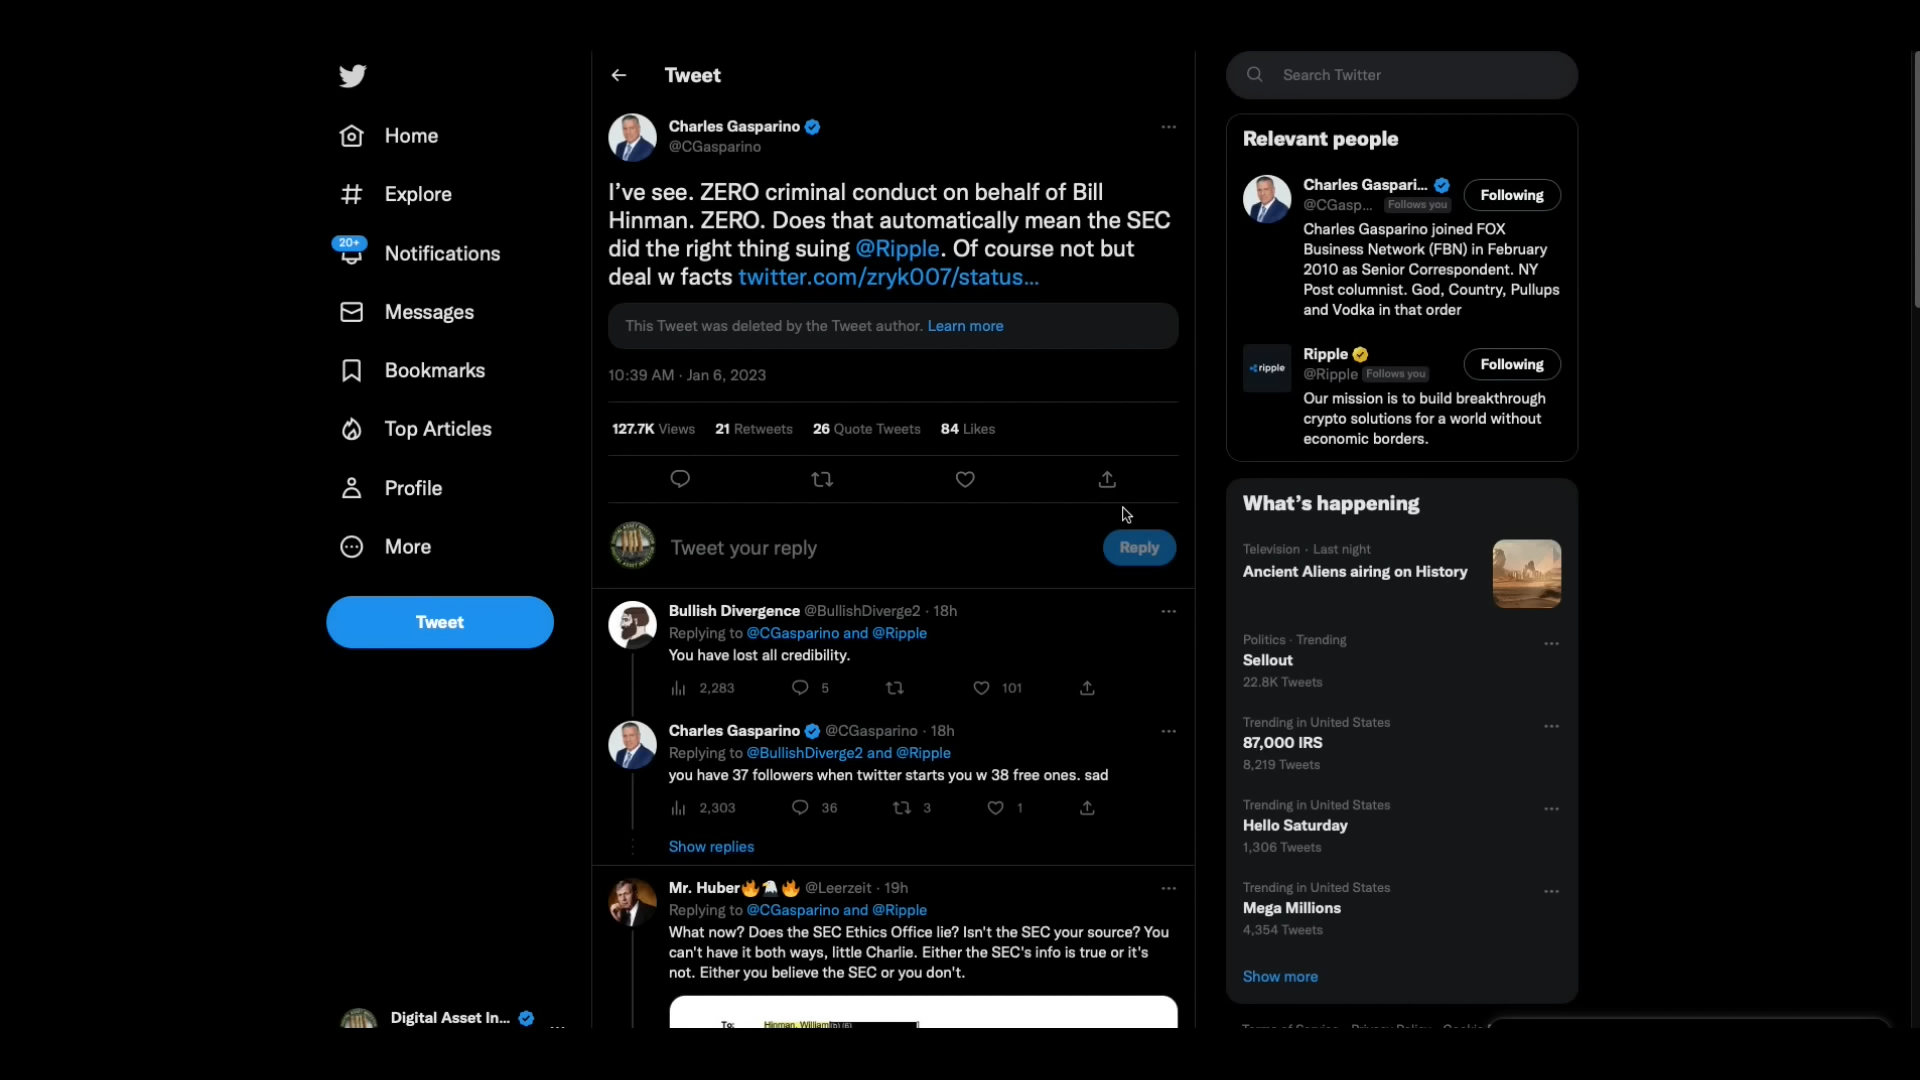 Tweet
Search Twitter
Home
Explore
20+
Notifications
Messages
Bookmarks
Top Articles
Profile
More
Tweet
Digital Asset In...
Charles Gasparino
@CGasparino
I've see. ZERO criminal conduct on behalf of Bill
Hinman. ZERO. Does that automatically mean the SEC
did the right thing suing @Ripple. Of course not but
deal w facts twitter.com/zryk007/status...
This Tweet was deleted by the Tweet author. Learn more
10:39 AM · Jan 6, 2023
127.7K Views 21 Retweets 26 Quote Tweets 84 Likes
Tweet your reply
Reply
Bullish Divergence @BullishDiverge2 · 18h
Replying to @CGasparino and @Ripple
You have lost all credibility.
2,283 5 101
Charles Gasparino @CGasparino · 18h
Replying to @BullishDiverge2 and @Ripple
you have 37 followers when twitter starts you w 38 free ones. sad
2,303 36 3 1
Show replies
Mr. Huber🔥🦅🔥 @Leerzeit · 19h
Replying to @CGasparino and @Ripple
What now? Does the SEC Ethics Office lie? Isn't the SEC your source? You
can't have it both ways, little Charlie. Either the SEC's info is true or it's
not. Either you believe the SEC or you don't.
To: Hinman, William
Relevant people
Charles Gaspari...
@CGasp... Follows you
Following
Charles Gasparino joined FOX
Business Network (FBN) in February
2010 as Senior Correspondent. NY
Post columnist. God, Country, Pullups
and Vodka in that order
ripple
Ripple
@Ripple Follows you
Following
Our mission is to build breakthrough
crypto solutions for a world without
economic borders.
What's happening
Television · Last night
Ancient Aliens airing on History
Politics · Trending
Sellout
22.8K Tweets
Trending in United States
87,000 IRS
8,219 Tweets
Trending in United States
Hello Saturday
1,306 Tweets
Trending in United States
Mega Millions
4,354 Tweets
Show more